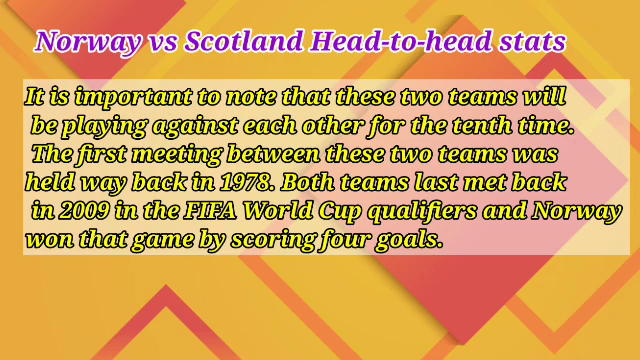 Norway vs Scotland Head-to-head stats
It is important to note that these two teams will
be playing against each other for the tenth time.
The first meeting between these two teams was
held way back in 1978. Both teams last met back
in 2009 in the FIFA World Cup qualifiers and Norway
won that game by scoring four goals.